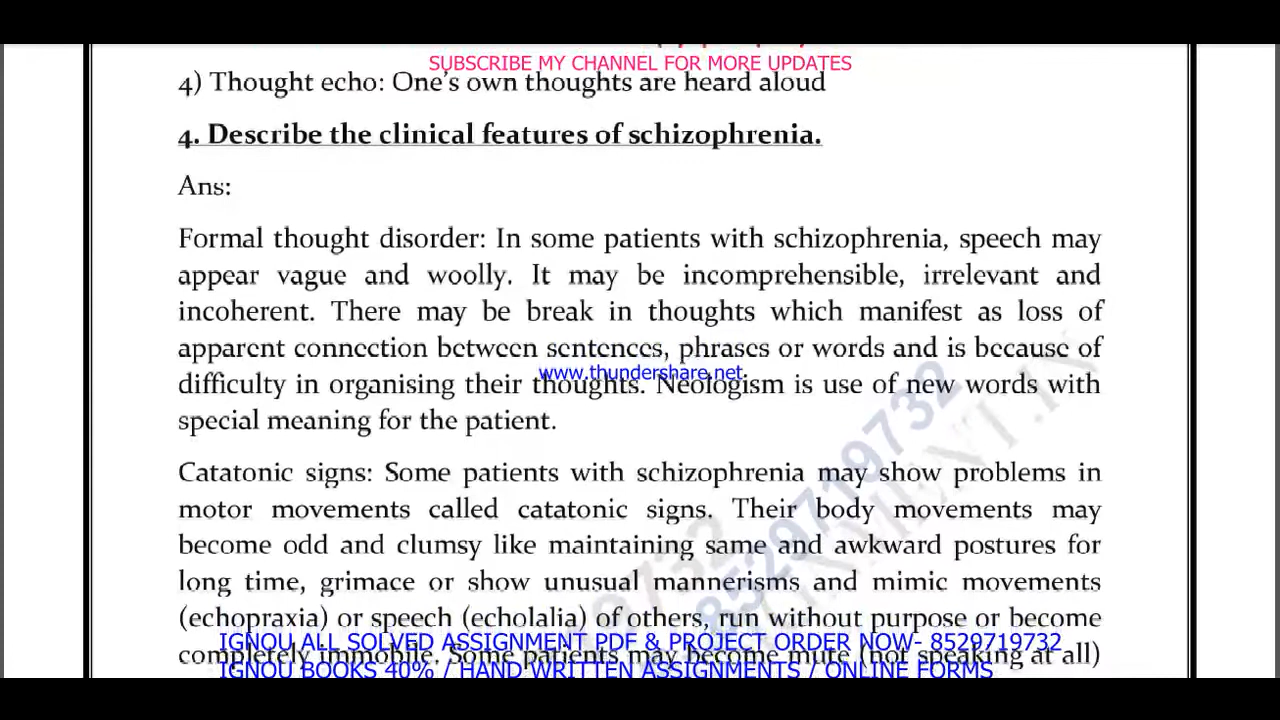 SUBSCRIBE MY CHANNEL FOR MORE UPDATES
4) Thought echo: One's own thoughts are heard aloud
4. Describe the clinical features of schizophrenia.
Ans:
Formal thought disorder: In some patients with schizophrenia, speech may
appear vague and woolly. It may be incomprehensible, irrelevant and
incoherent. There may be break in thoughts which manifest as loss of
apparent connection between sentences, phrases or words and is because of
www.thundershare.net
difficulty in organising their thoughts. Neologism is use of new words with
special meaning for the patient.
Catatonic signs: Some patients with schizophrenia may show problems in
motor movements called catatonic signs. Their body movements may
become odd and clumsy like maintaining same and awkward postures for
long time, grimace or show unusual mannerisms and mimic movements
(echopraxia) or speech (echolalia) of others, run without purpose or become
IGNOU ALL SOLVED ASSIGNMENT PDF & PROJECT ORDER NOW- 8529719732
completely immobile. Some patients may become mute (not speaking at all)
IGNOU BOOKS 40% / HAND WRITTEN ASSIGNMENTS / ONLINE FORMS
8529719732
9732